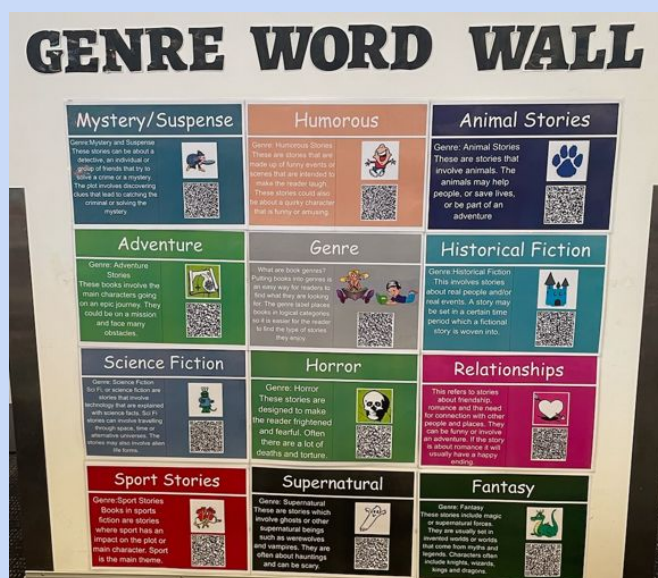 GENRE WORD WALL
Mystery/Suspense
Genre:Mystery and Suspense
These stories can be about a
detective, an individual or
group of friends that try to
solve a crime or a mystery.
The plot involves discovering
clues that lead to catching the
criminal or solving the
mystery
Humorous
Genre: Humorous Stories
These are stories that are
made up of funny events or
scenes that are intended to
make the reader laugh.
These stories could also
be about a quirky character
that is funny or amusing.
Animal Stories
Genre: Animal Stories
These are stories that
involve animals. The
animals may help
people, or save lives,
or be part of an
adventure
Adventure
Genre: Adventure
Stories
These books involve the
main characters going
on an epic journey. They
could be on a mission
and face many
obstacles.
Genre
What are book genres?
Putting books into genres is
an easy way for readers to
find what they are looking
for. The genre label places
books in logical categories
so it is easier for the reader
to find the type of stories
they enjoy.
Historical Fiction
Genre:Historical Fiction
This involves stories
about real people and/or
real events. A story may
be set in a certain time
period which a fictional
story is woven into.
Science Fiction
Genre: Science Fiction
Sci Fi, or science fiction are
stories that involve
technology that are explained
with science facts. Sci Fi
stories can involve travelling
through space, time or
alternative universes. The
stories may also involve alien
life forms.
Horror
Genre: Horror
These stories are
designed to make
the reader frightened
and fearful. Often
there are a lot of
deaths and torture.
Relationships
This refers to stories
about friendship,
romance and the need
for connection with other
people and places. They
can be funny or involve
an adventure. If the story
is about romance it will
usually have a happy
ending.
Sport Stories
Genre:Sport Stories
Books in sports
fiction are stories
where sport has an
impact on the plot or
main character. Sport
is the main theme.
Supernatural
Genre: Supernatural
These are stories which
involve ghosts or other
supernatural beings
such as werewolves
and vampires. They are
often about hauntings
and can be scary.
Fantasy
Genre: Fantasy
These stories include magic
or supernatural forces.
They are usually set in
invented worlds or worlds
that come from myths and
legends. Characters often
include knights, wizards,
kings and dragons.